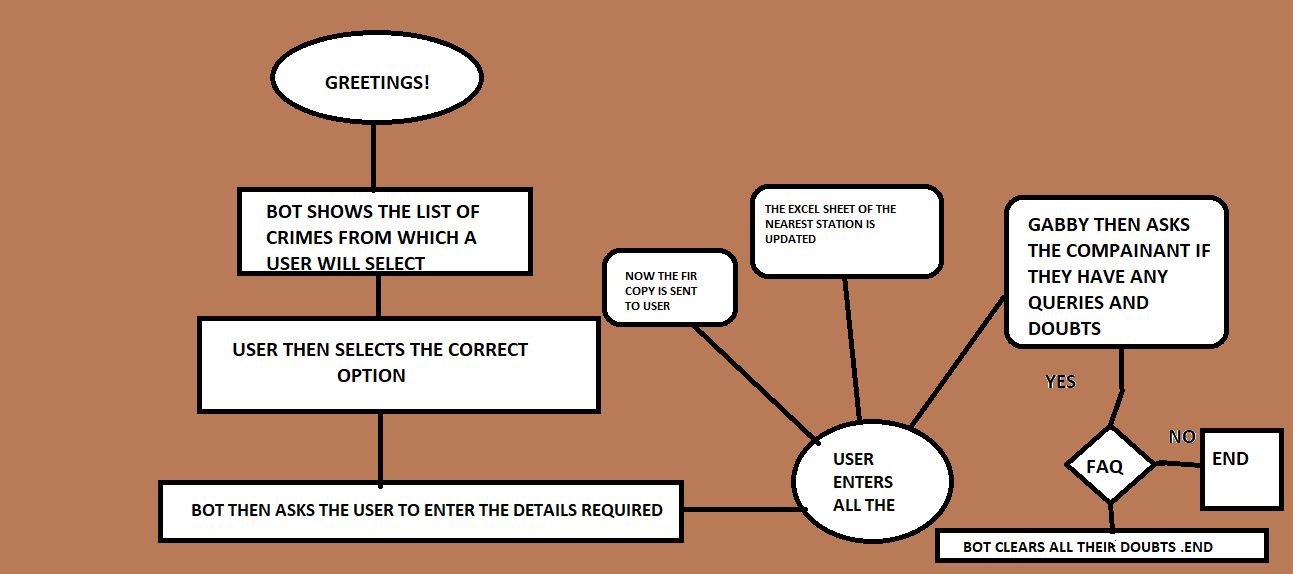 GREETINGS!
BOT SHOWS THE LIST OF
CRIMES FROM WHICH A
USER WILL SELECT
USER THEN SELECTS THE CORRECT
OPTION
BOT THEN ASKS THE USER TO ENTER THE DETAILS REQUIRED
NOW THE FIR
COPY IS SENT
TO USER
THE EXCEL SHEET OF THE
NEAREST STATION IS
UPDATED
USER
ENTERS
ALL THE
GABBY THEN ASKS
THE COMPAINANT IF
THEY HAVE ANY
QUERIES AND
DOUBTS
YES
FAQ
NO
END
BOT CLEARS ALL THEIR DOUBTS .END